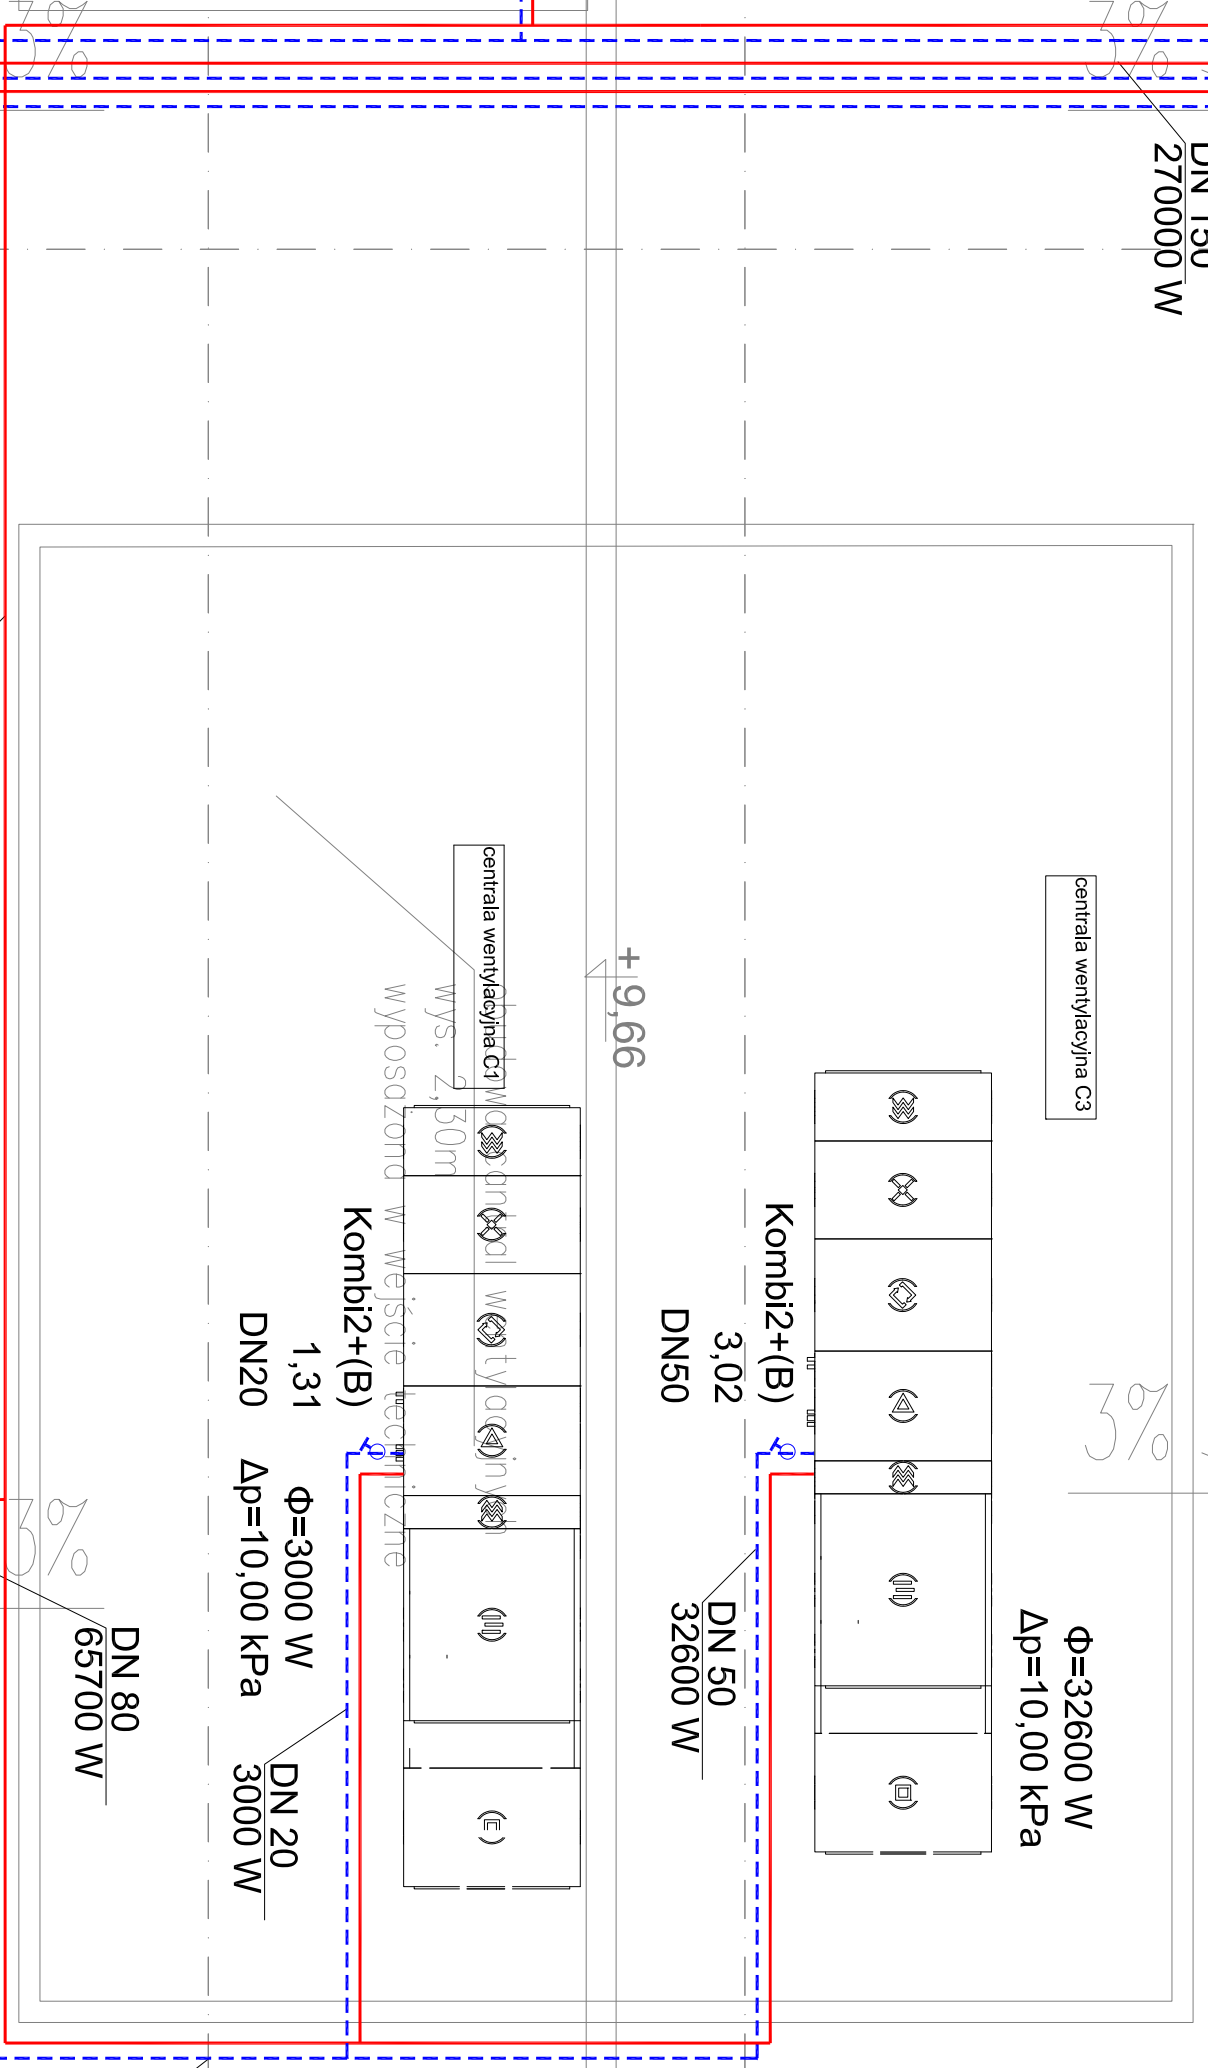 3%
3%
DN 150
270000 W
centrala wentylacyjna C3
centrala wentylacyjna C1
+ 9,66
wys. 2,30m
wyposażona w wejście techniczne
Kombi2+(B)
3,02
DN50
Kombi2+(B)
1,31
DN20
3%
3%
Φ=32600 W
Δp=10,00 kPa
Φ=3000 W
Δp=10,00 kPa
DN 50
32600 W
DN 20
3000 W
DN 80
65700 W